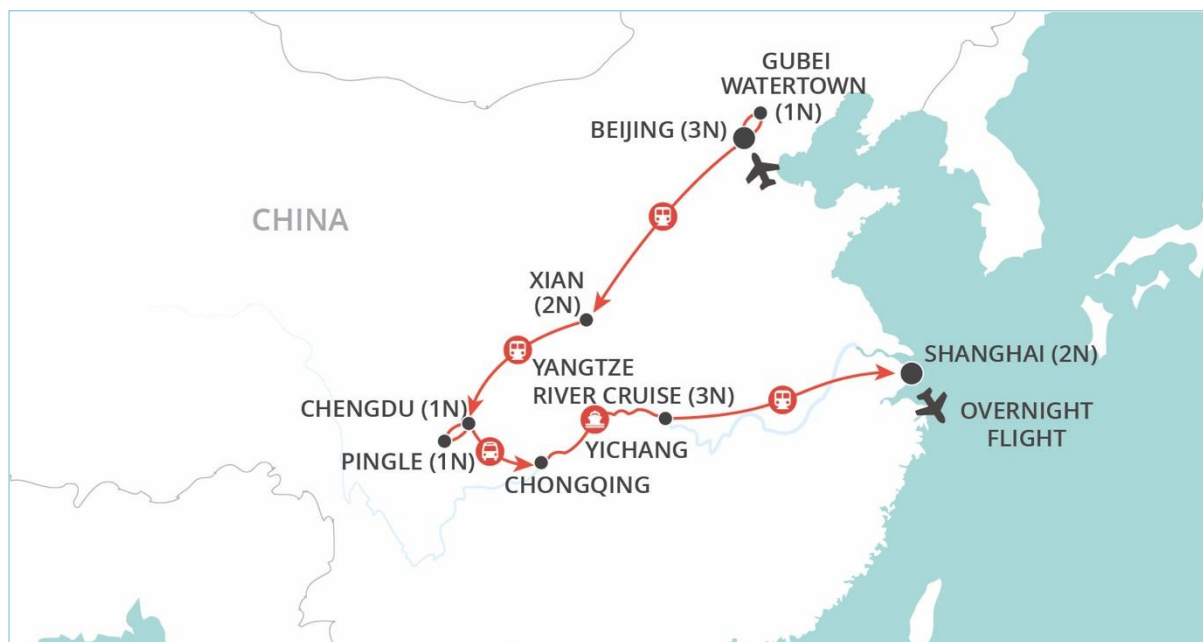 GUBEI
WATERTOWN
(1N)
BEIJING (3N)
CHINA
XIAN
(2N)
YANGTZE
RIVER CRUISE (3N)
SHANGHAI (2N)
CHENGDU (1N)
OVERNIGHT
FLIGHT
YICHANG
PINGLE (1N)
CHONGQING